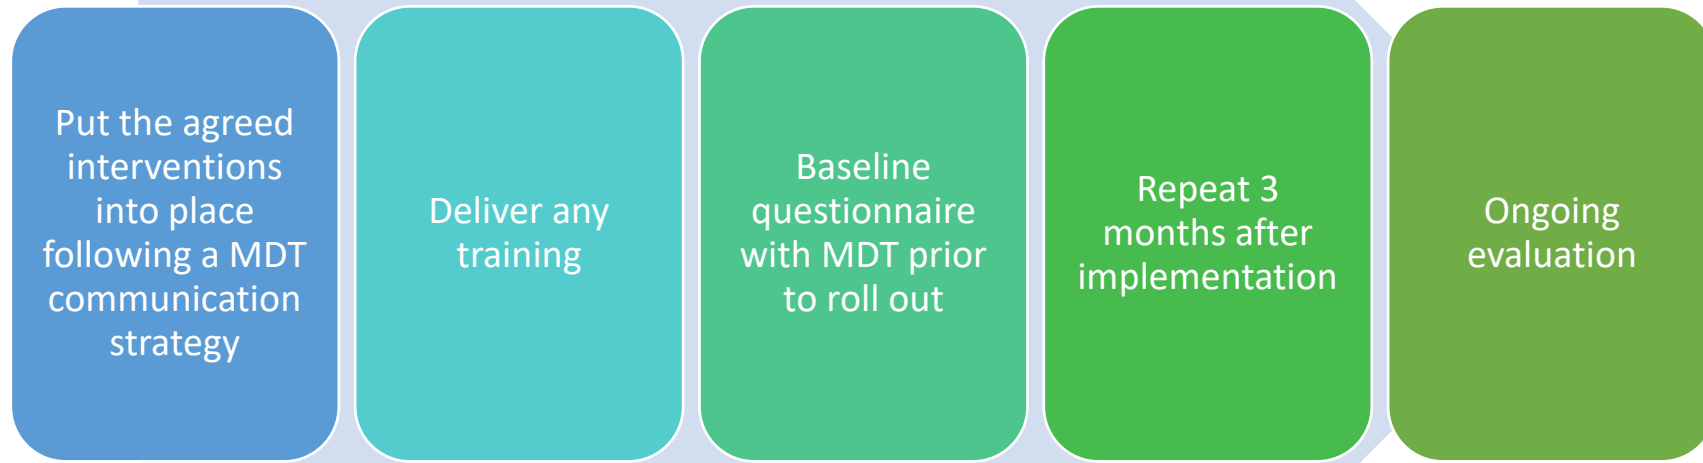 Put the agreed
interventions
into place
following a MDT
communication
strategy
Deliver any
training
Baseline
questionnaire
with MDT prior
to roll out
Repeat 3
months after
implementation
Ongoing
evaluation